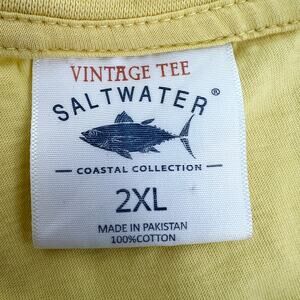 VINTAGE TEE
SALTWATER®
COASTAL COLLECTION
2XL
MADE IN PAKISTAN
100%COTTON